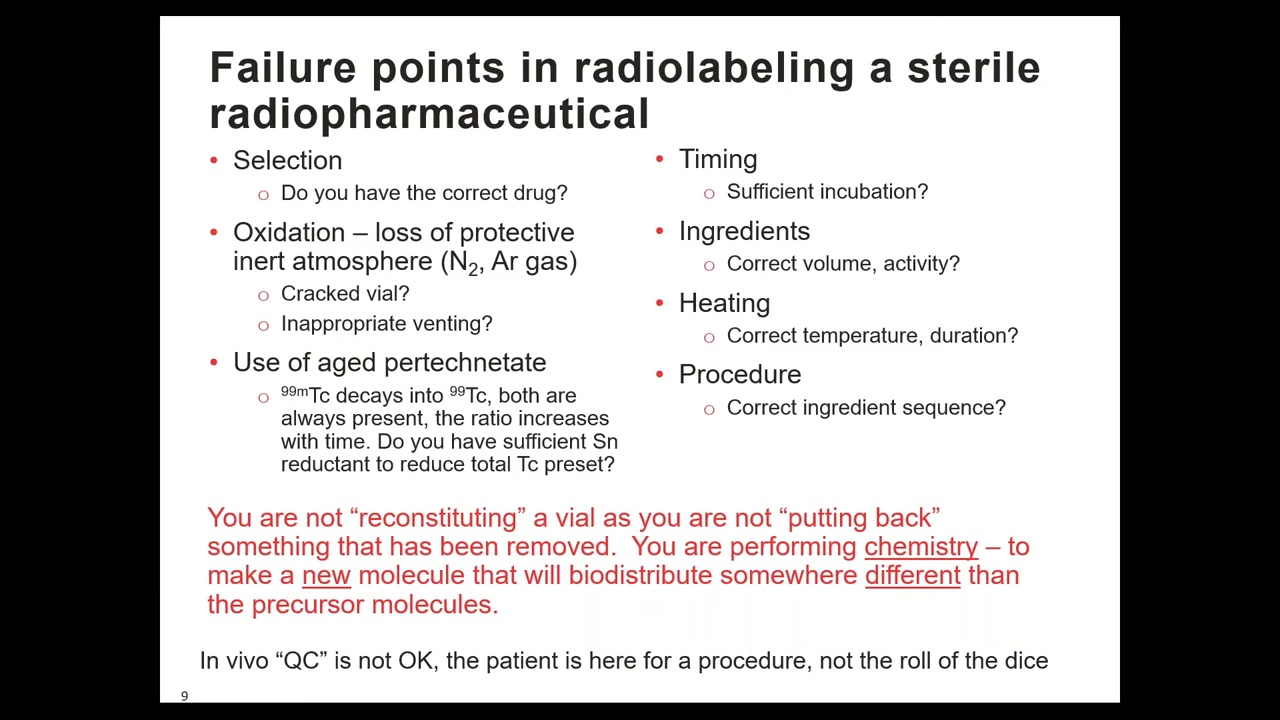 Failure points in radiolabeling a sterile
radiopharmaceutical
• Selection
o Do you have the correct drug?
• Oxidation – loss of protective
inert atmosphere (N₂, Ar gas)
o Cracked vial?
o Inappropriate venting?
• Use of aged pertechnetate
o ⁹⁹ᵐTc decays into ⁹⁹Tc, both are
always present, the ratio increases
with time. Do you have sufficient Sn
reductant to reduce total Tc preset?
• Timing
o Sufficient incubation?
• Ingredients
o Correct volume, activity?
• Heating
o Correct temperature, duration?
• Procedure
o Correct ingredient sequence?
You are not “reconstituting” a vial as you are not “putting back”
something that has been removed.  You are performing chemistry – to
make a new molecule that will biodistribute somewhere different than
the precursor molecules.
In vivo “QC” is not OK, the patient is here for a procedure, not the roll of the dice
9